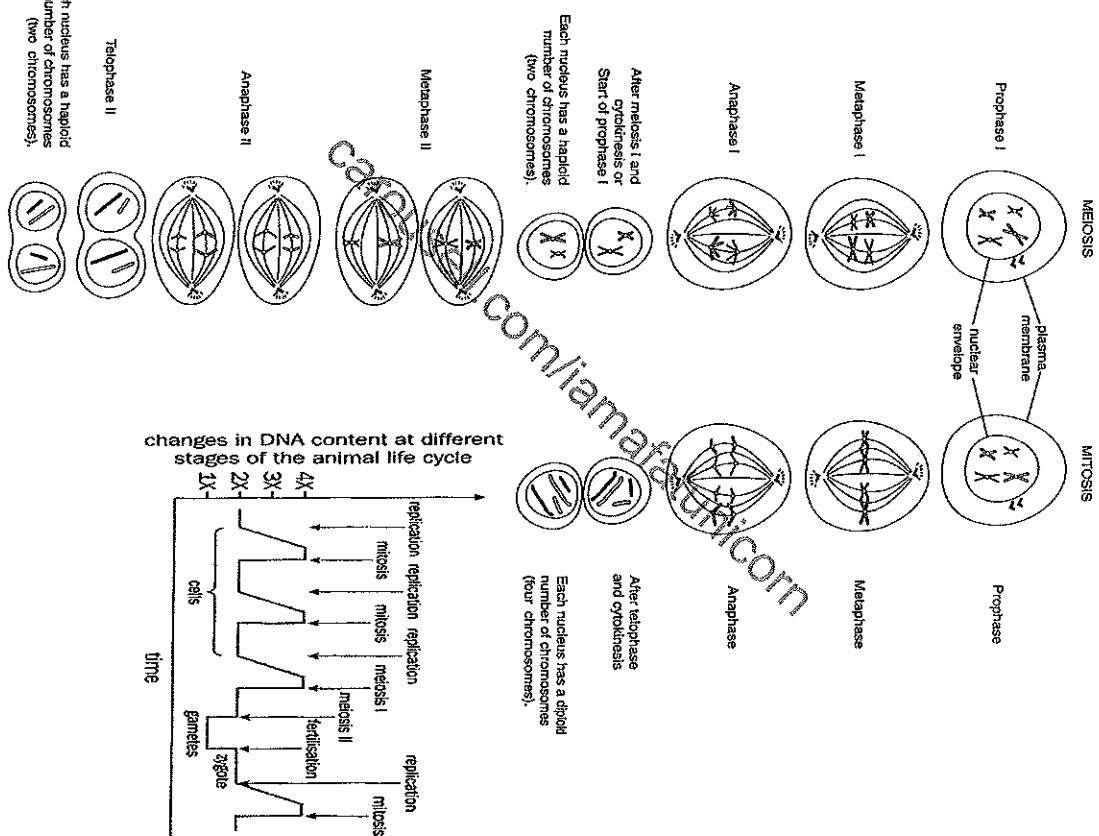 MEIOSIS
MITOSIS
Prophase I
plasma
membrane
nuclear
envelope
Prophase
Metaphase I
Metaphase
Anaphase I
Anaphase
After meiosis I and
cytokinesis or
Start of prophase I
Each nucleus has a haploid
number of chromosomes
(two chromosomes).
After telophase
and cytokinesis
Each nucleus has a diploid
number of chromosomes
(four chromosomes).
Metaphase II
Anaphase II
Telophase II
nucleus has a haploid
number of chromosomes
(two chromosomes).
changes in DNA content at different
stages of the animal life cycle
4X
3X
2X
1X
replication
mitosis
replication
mitosis
replication
meiosis I
meiosis II
fertilisation
replication
mitosis
cells
gametes
zygote
time